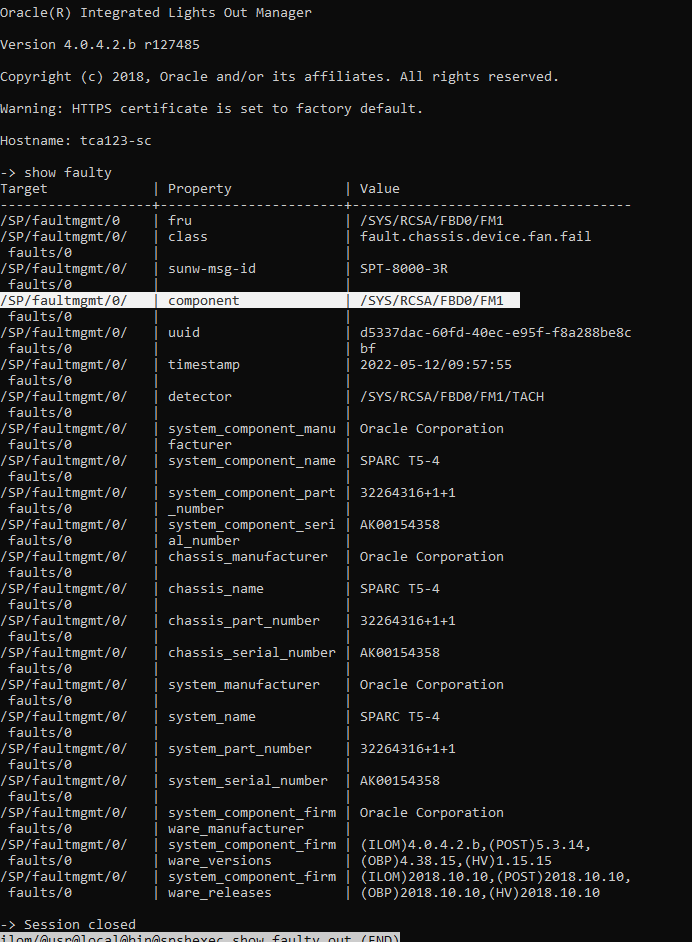 Oracle(R) Integrated Lights Out Manager
Version 4.0.4.2.b r127485
Copyright (c) 2018, Oracle and/or its affiliates. All rights reserved.
Warning: HTTPS certificate is set to factory default.
Hostname: tca123-sc
-> show faulty
Target | Property | Value
-------------------+-----------------------+-----------------------------------
/SP/faultmgmt/0 | fru | /SYS/RCSA/FBD0/FM1
/SP/faultmgmt/0/ | class | fault.chassis.device.fan.fail
faults/0 | |
/SP/faultmgmt/0/ | sunw-msg-id | SPT-8000-3R
faults/0 | |
/SP/faultmgmt/0/ | component | /SYS/RCSA/FBD0/FM1
faults/0 | |
/SP/faultmgmt/0/ | uuid | d5337dac-60fd-40ec-e95f-f8a288be8c
faults/0 | | bf
/SP/faultmgmt/0/ | timestamp | 2022-05-12/09:57:55
faults/0 | |
/SP/faultmgmt/0/ | detector | /SYS/RCSA/FBD0/FM1/TACH
faults/0 | |
/SP/faultmgmt/0/ | system_component_manu | Oracle Corporation
faults/0 | facturer |
/SP/faultmgmt/0/ | system_component_name | SPARC T5-4
faults/0 | |
/SP/faultmgmt/0/ | system_component_part | 32264316+1+1
faults/0 | _number |
/SP/faultmgmt/0/ | system_component_seri | AK00154358
faults/0 | al_number |
/SP/faultmgmt/0/ | chassis_manufacturer | Oracle Corporation
faults/0 | |
/SP/faultmgmt/0/ | chassis_name | SPARC T5-4
faults/0 | |
/SP/faultmgmt/0/ | chassis_part_number | 32264316+1+1
faults/0 | |
/SP/faultmgmt/0/ | chassis_serial_number | AK00154358
faults/0 | |
/SP/faultmgmt/0/ | system_manufacturer | Oracle Corporation
faults/0 | |
/SP/faultmgmt/0/ | system_name | SPARC T5-4
faults/0 | |
/SP/faultmgmt/0/ | system_part_number | 32264316+1+1
faults/0 | |
/SP/faultmgmt/0/ | system_serial_number | AK00154358
faults/0 | |
/SP/faultmgmt/0/ | system_component_firm | Oracle Corporation
faults/0 | ware_manufacturer |
/SP/faultmgmt/0/ | system_component_firm | (ILOM)4.0.4.2.b,(POST)5.3.14,
faults/0 | ware_versions | (OBP)4.38.15,(HV)1.15.15
/SP/faultmgmt/0/ | system_component_firm | (ILOM)2018.10.10,(POST)2018.10.10,
faults/0 | ware_releases | (OBP)2018.10.10,(HV)2018.10.10
-> Session closed
ilom/@usr@local@bin@spshexec_show_faulty.out (END)